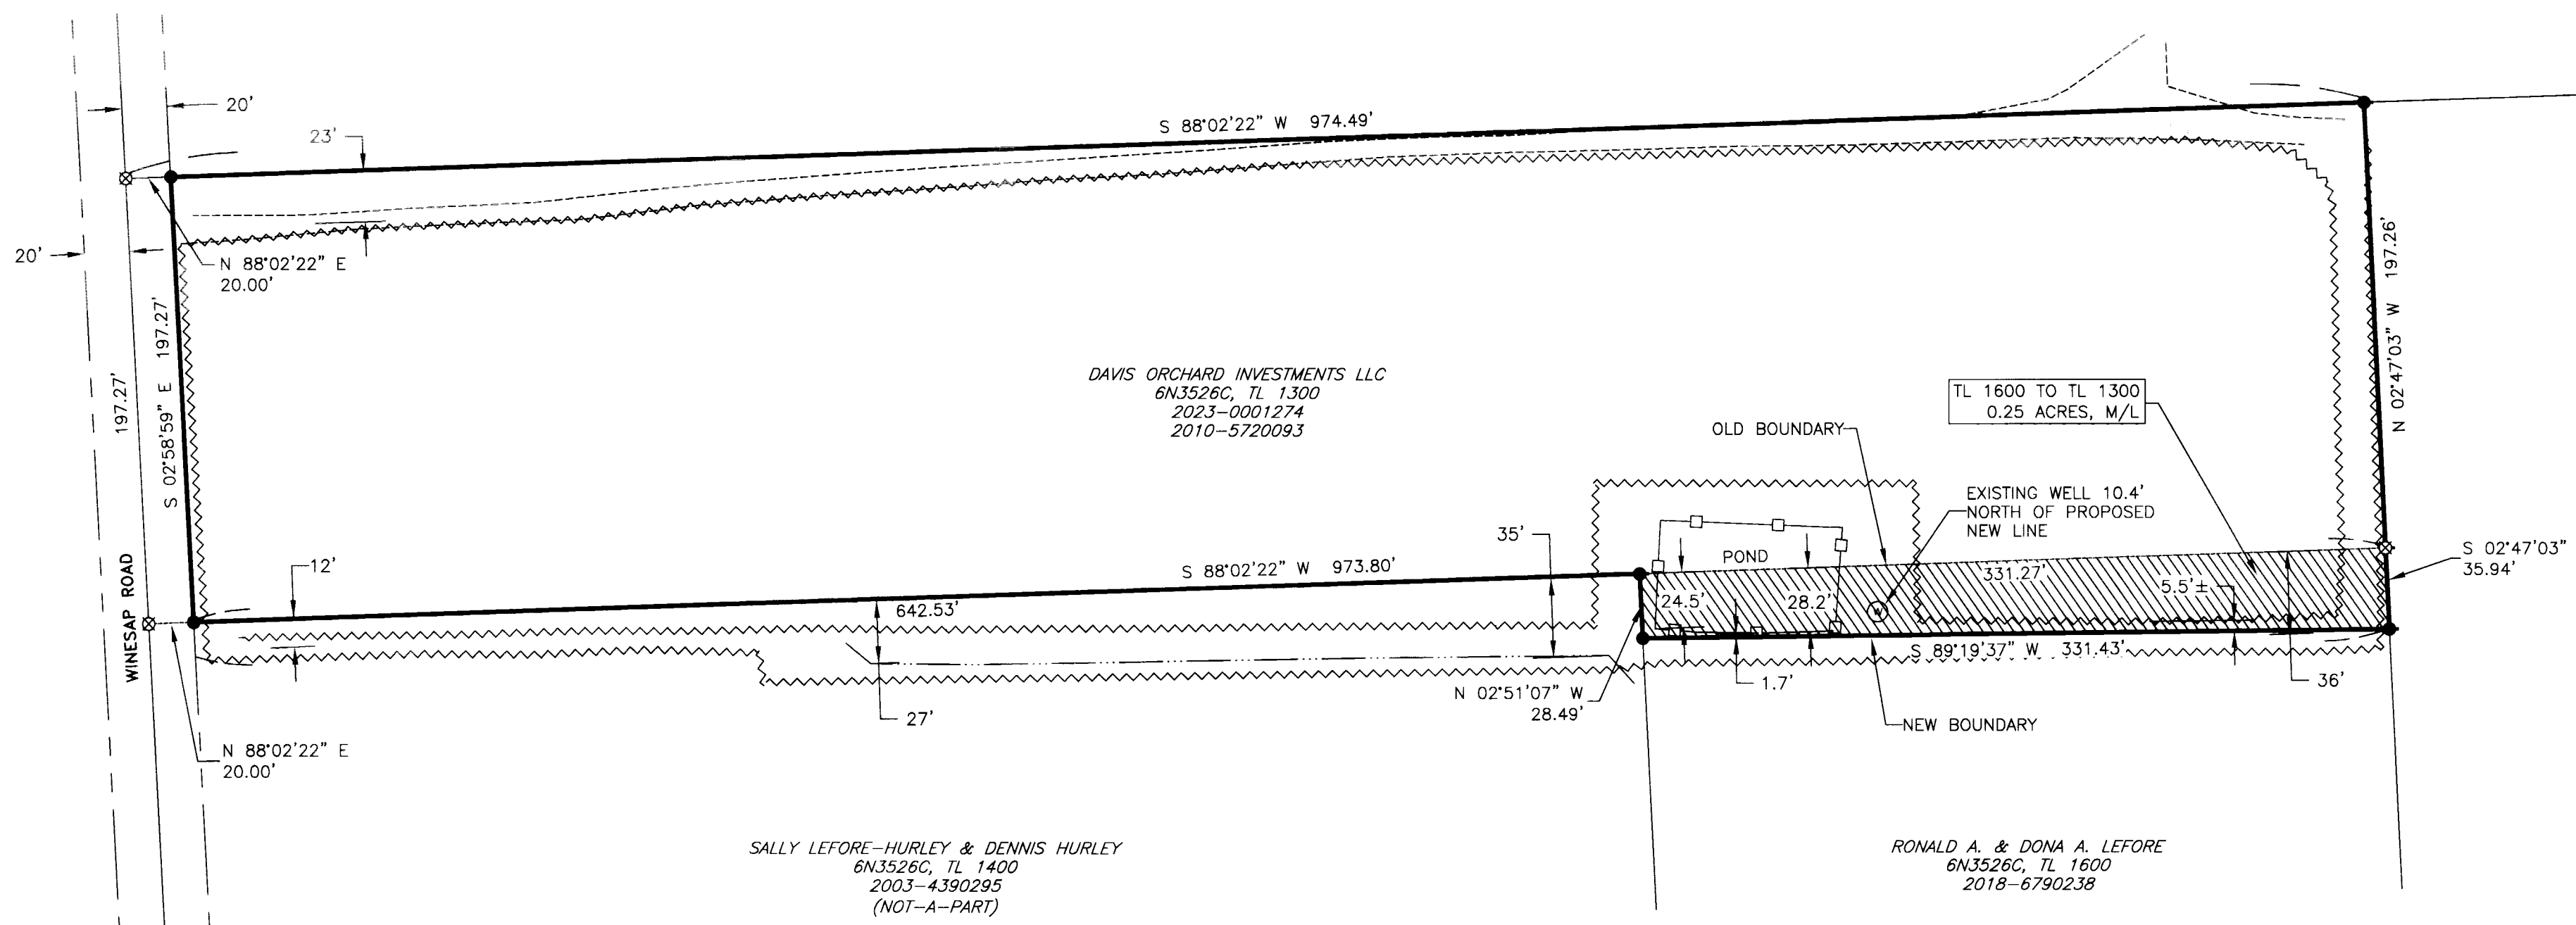 20'
23'
S 88°02'22" W 974.49'
20'
N 88°02'22" E
20.00'
197.27'
S 02°58'59" E 197.27'
WINESAP ROAD
N 02°47'03" W 197.26'
DAVIS ORCHARD INVESTMENTS LLC
6N3526C, TL 1300
2023-0001274
2010-5720093
TL 1600 TO TL 1300
0.25 ACRES, M/L
OLD BOUNDARY
EXISTING WELL 10.4'
NORTH OF PROPOSED
NEW LINE
35'
12'
S 88°02'22" W 973.80'
642.53'
POND
331.27'
S 02°47'03"
35.94'
24.5'
28.2'
W
5.5'±
S 89°19'37" W 331.43'
1.7'
36'
N 02°51'07" W
28.49'
27'
NEW BOUNDARY
N 88°02'22" E
20.00'
SALLY LEFORE-HURLEY & DENNIS HURLEY
6N3526C, TL 1400
2003-4390295
(NOT-A-PART)
RONALD A. & DONA A. LEFORE
6N3526C, TL 1600
2018-6790238